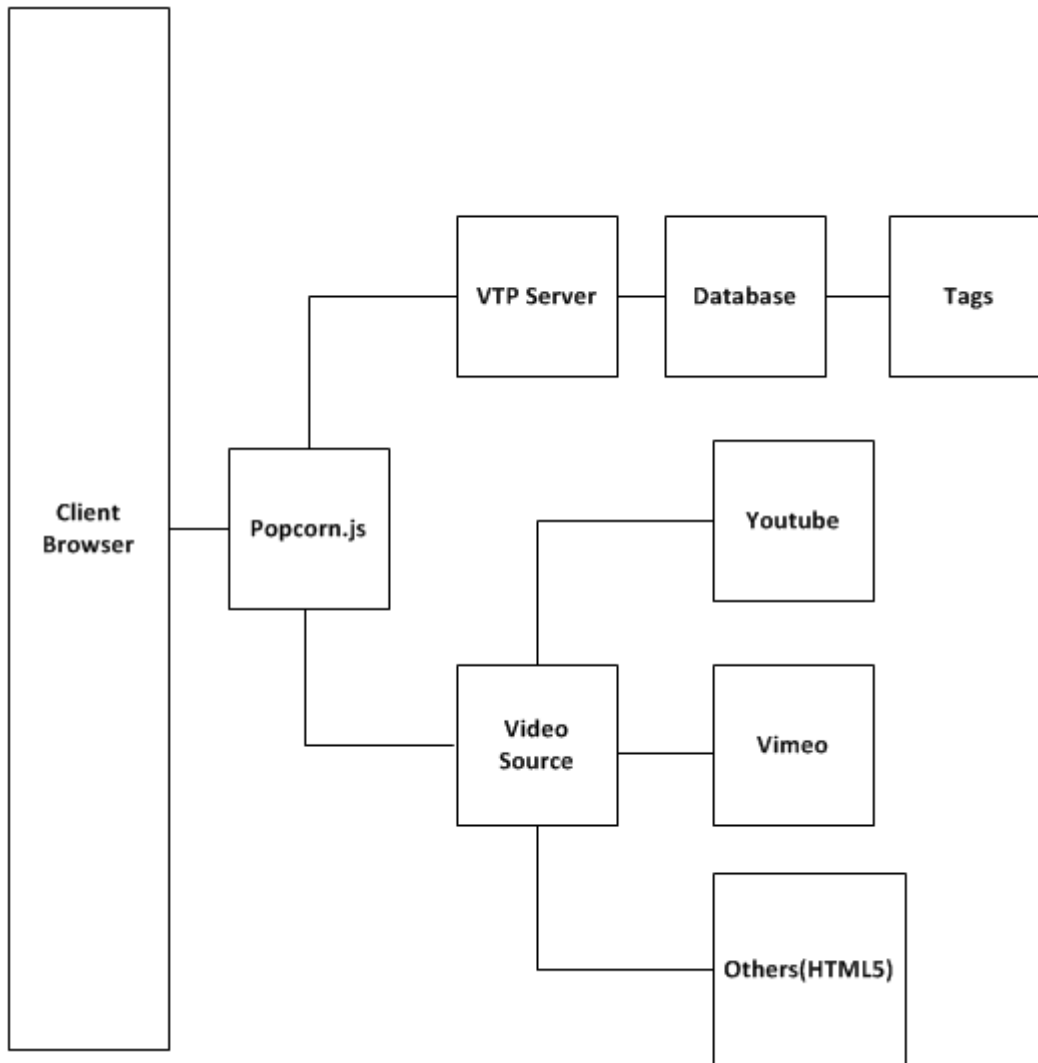 VTP Server
Database
Tags
Client
Browser
Popcorn.js
Youtube
Video
Source
Vimeo
Others(HTML5)